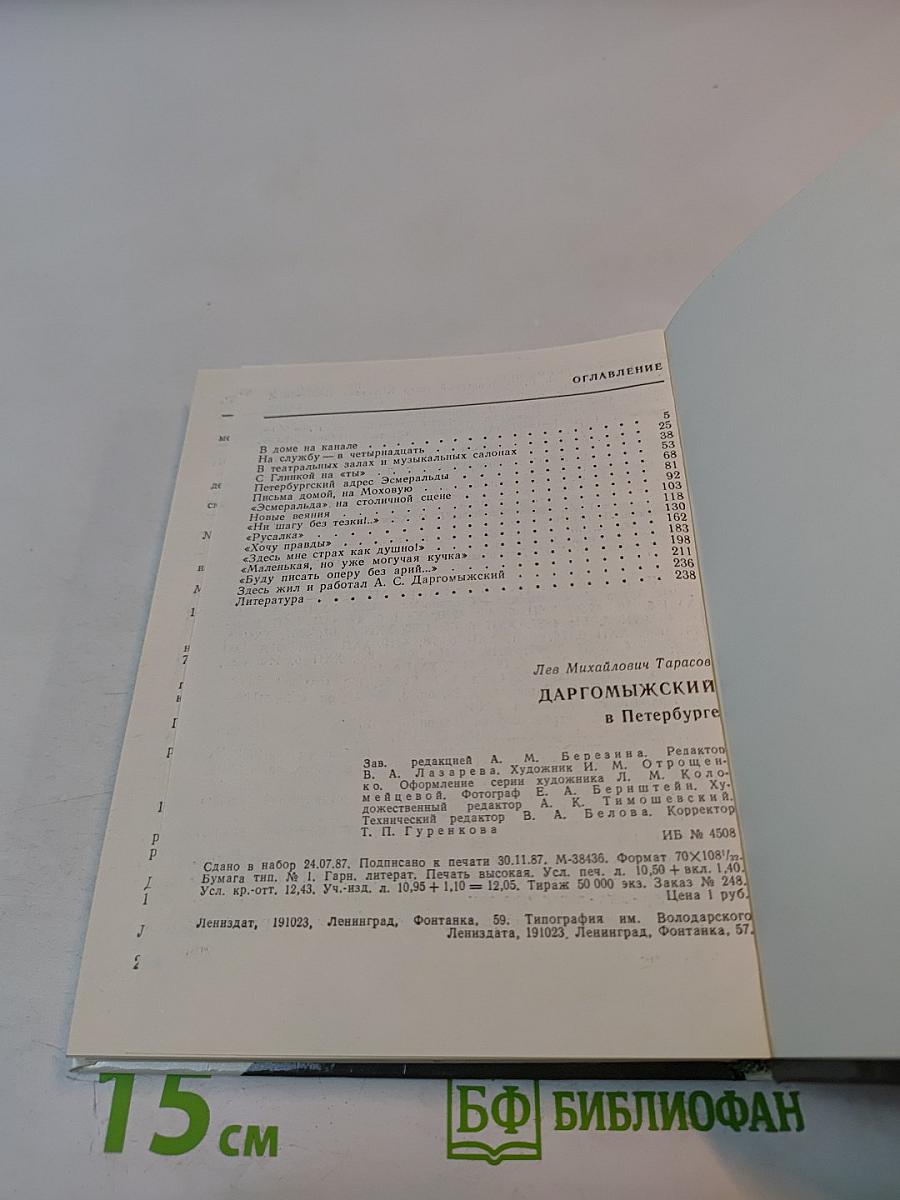 ОГЛАВЛЕНИЕ
В доме на канале 5
На службу — в четырнадцать 25
В театральных залах и музыкальных салонах 38
С Глинкой на «ты» 53
Петербургский адрес Эсмеральды 68
Письма домой, на Моховую 81
«Эсмеральда» на столичной сцене 92
Новые веяния 103
«Ни шагу без тезки!..» 118
«Русалка» 130
«Хочу правды» 162
«Здесь мне страх как душно!» 183
«Маленькая, но уже могучая кучка» 198
«Буду писать оперу без арий...» 211
Здесь жил и работал А. С. Даргомыжский 236
Литература 238
Лев Михайлович Тарасов
ДАРГОМЫЖСКИЙ
в Петербурге
Зав. редакцией А. М. Березина. Редактор
В. А. Лазарева. Художник И. М. Отрощен-
ко. Оформление серии художника Л. М. Коло-
мейцевой. Фотограф Е. А. Бернштейн. Ху-
дожественный редактор А. К. Тимошевский.
Технический редактор В. А. Белова. Корректор
Т. П. Гуренкова
ИБ № 4508
Сдано в набор 24.07.87. Подписано к печати 30.11.87. М-38436. Формат 70×108¹/₃₂.
Бумага тип. № 1. Гарн. литерат. Печать высокая. Усл. печ. л. 10,50 + вкл. 1,40.
Усл. кр.-отт. 12,43. Уч.-изд. л. 10,95 + 1,10 = 12,05. Тираж 50 000 экз. Заказ № 248.
Цена 1 руб.
Лениздат, 191023, Ленинград, Фонтанка, 59. Типография им. Володарского
Лениздата, 191023, Ленинград, Фонтанка, 57.
15 см
БФ БИБЛИОФАН